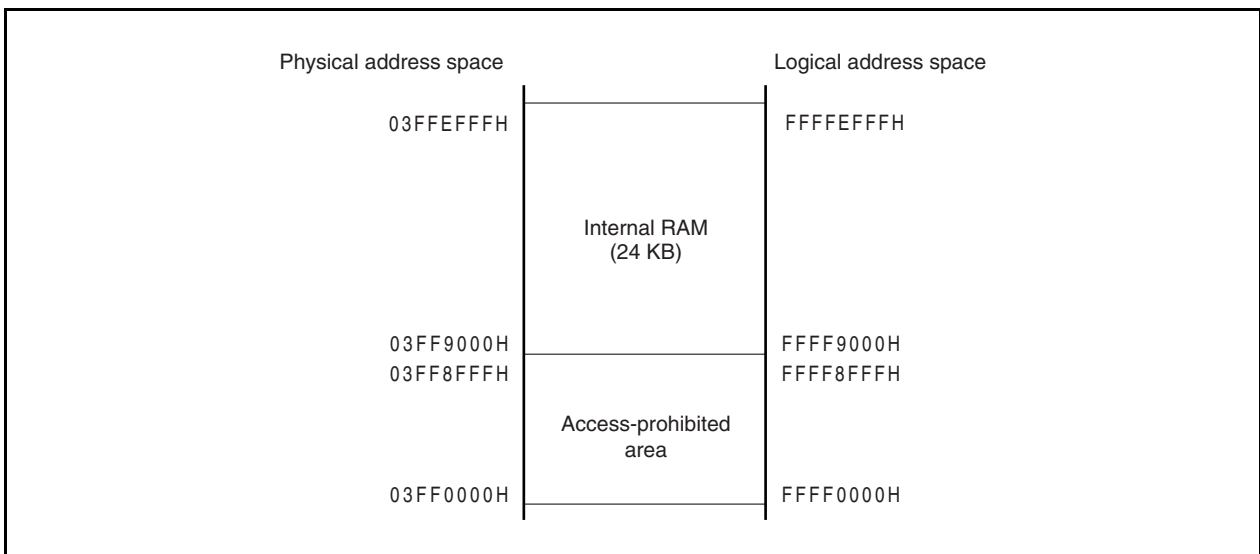 Physical address space
Logical address space
03FFEFFFH
FFFFEFFFH
Internal RAM
(24 KB)
03FF9000H
FFFF9000H
03FF8FFFH
FFFF8FFFH
Access-prohibited
area
03FF0000H
FFFF0000H